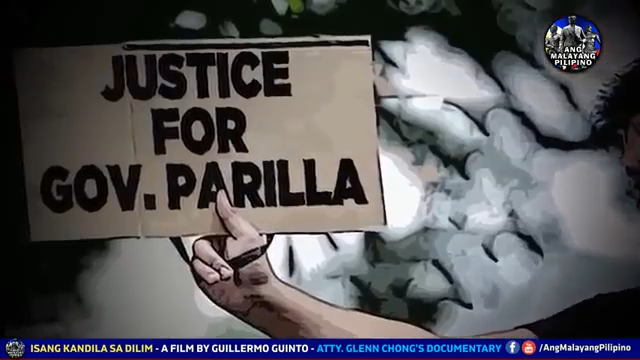 ANG
MALAYANG
PILIPINO
JUSTICE
FOR
GOV. PARILLA
ISANG KANDILA SA DILIM - A FILM BY GUILLERMO GUINTO - ATTY. GLENN CHONG'S DOCUMENTARY /AngMalayangPilipino